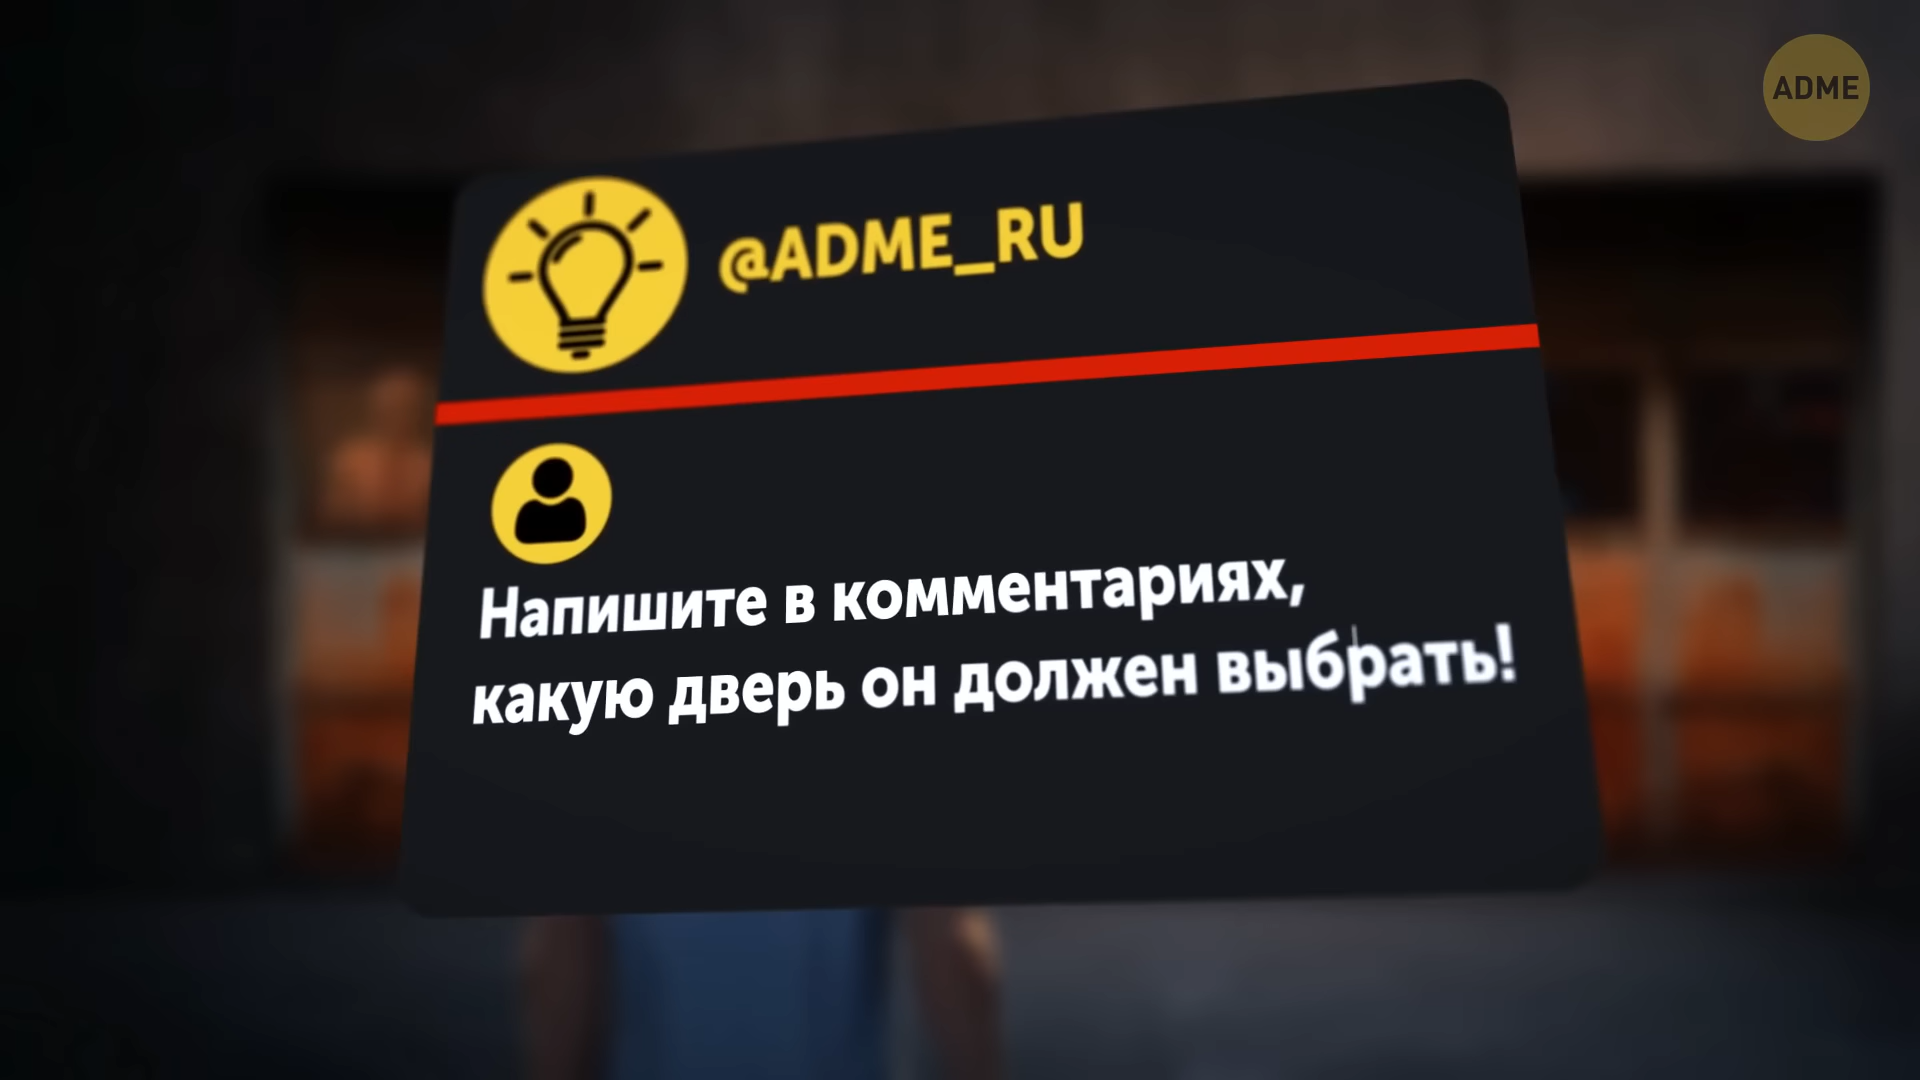 ADME
@ADME_RU
Напишите в комментариях,
какую дверь он должен выбрать!